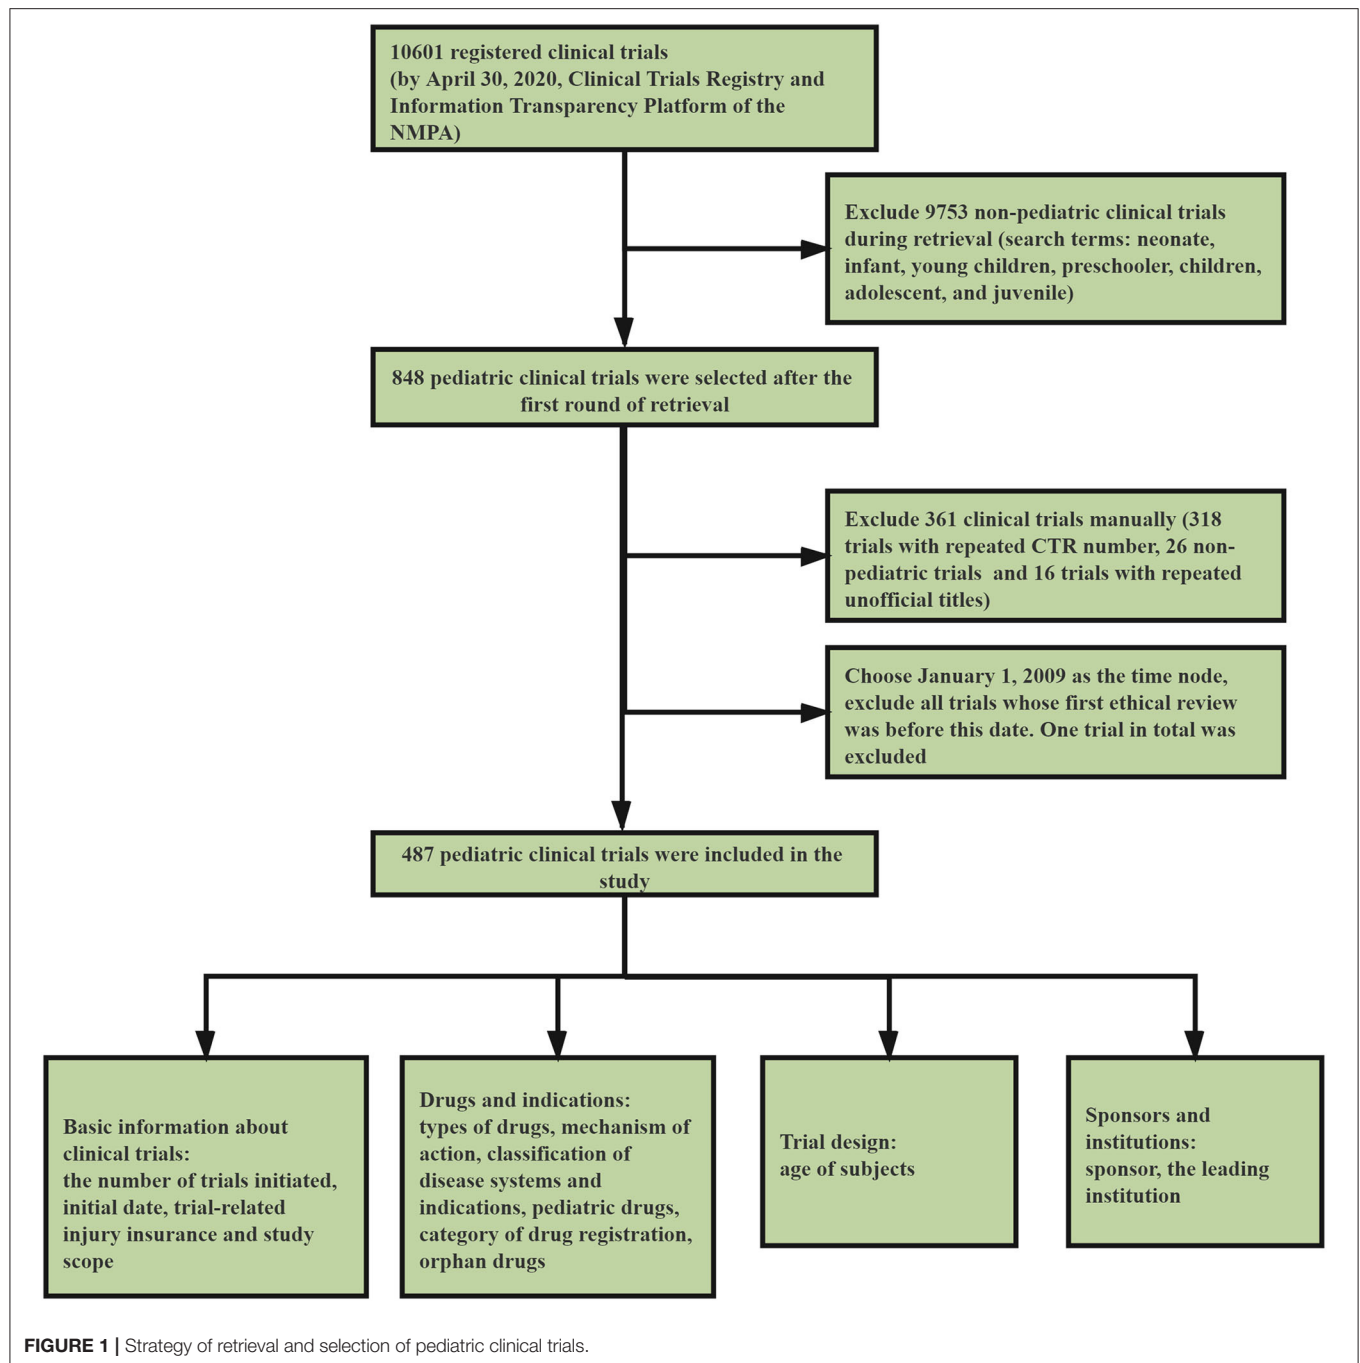 10601 registered clinical trials
(by April 30, 2020, Clinical Trials Registry and
Information Transparency Platform of the
NMPA)
Exclude 9753 non-pediatric clinical trials
during retrieval (search terms: neonate,
infant, young children, preschooler, children,
adolescent, and juvenile)
848 pediatric clinical trials were selected after the
first round of retrieval
Exclude 361 clinical trials manually (318
trials with repeated CTR number, 26 non-
pediatric trials  and 16 trials with repeated
unofficial titles)
Choose January 1, 2009 as the time node,
exclude all trials whose first ethical review
was before this date. One trial in total was
excluded
487 pediatric clinical trials were included in the
study
Basic information about
clinical trials:
the number of trials initiated,
initial date, trial-related
injury insurance and study
scope
Drugs and indications:
types of drugs, mechanism of
action, classification of
disease systems and
indications, pediatric drugs,
category of drug registration,
orphan drugs
Trial design:
age of subjects
Sponsors and
institutions:
sponsor, the leading
institution
FIGURE 1 | Strategy of retrieval and selection of pediatric clinical trials.